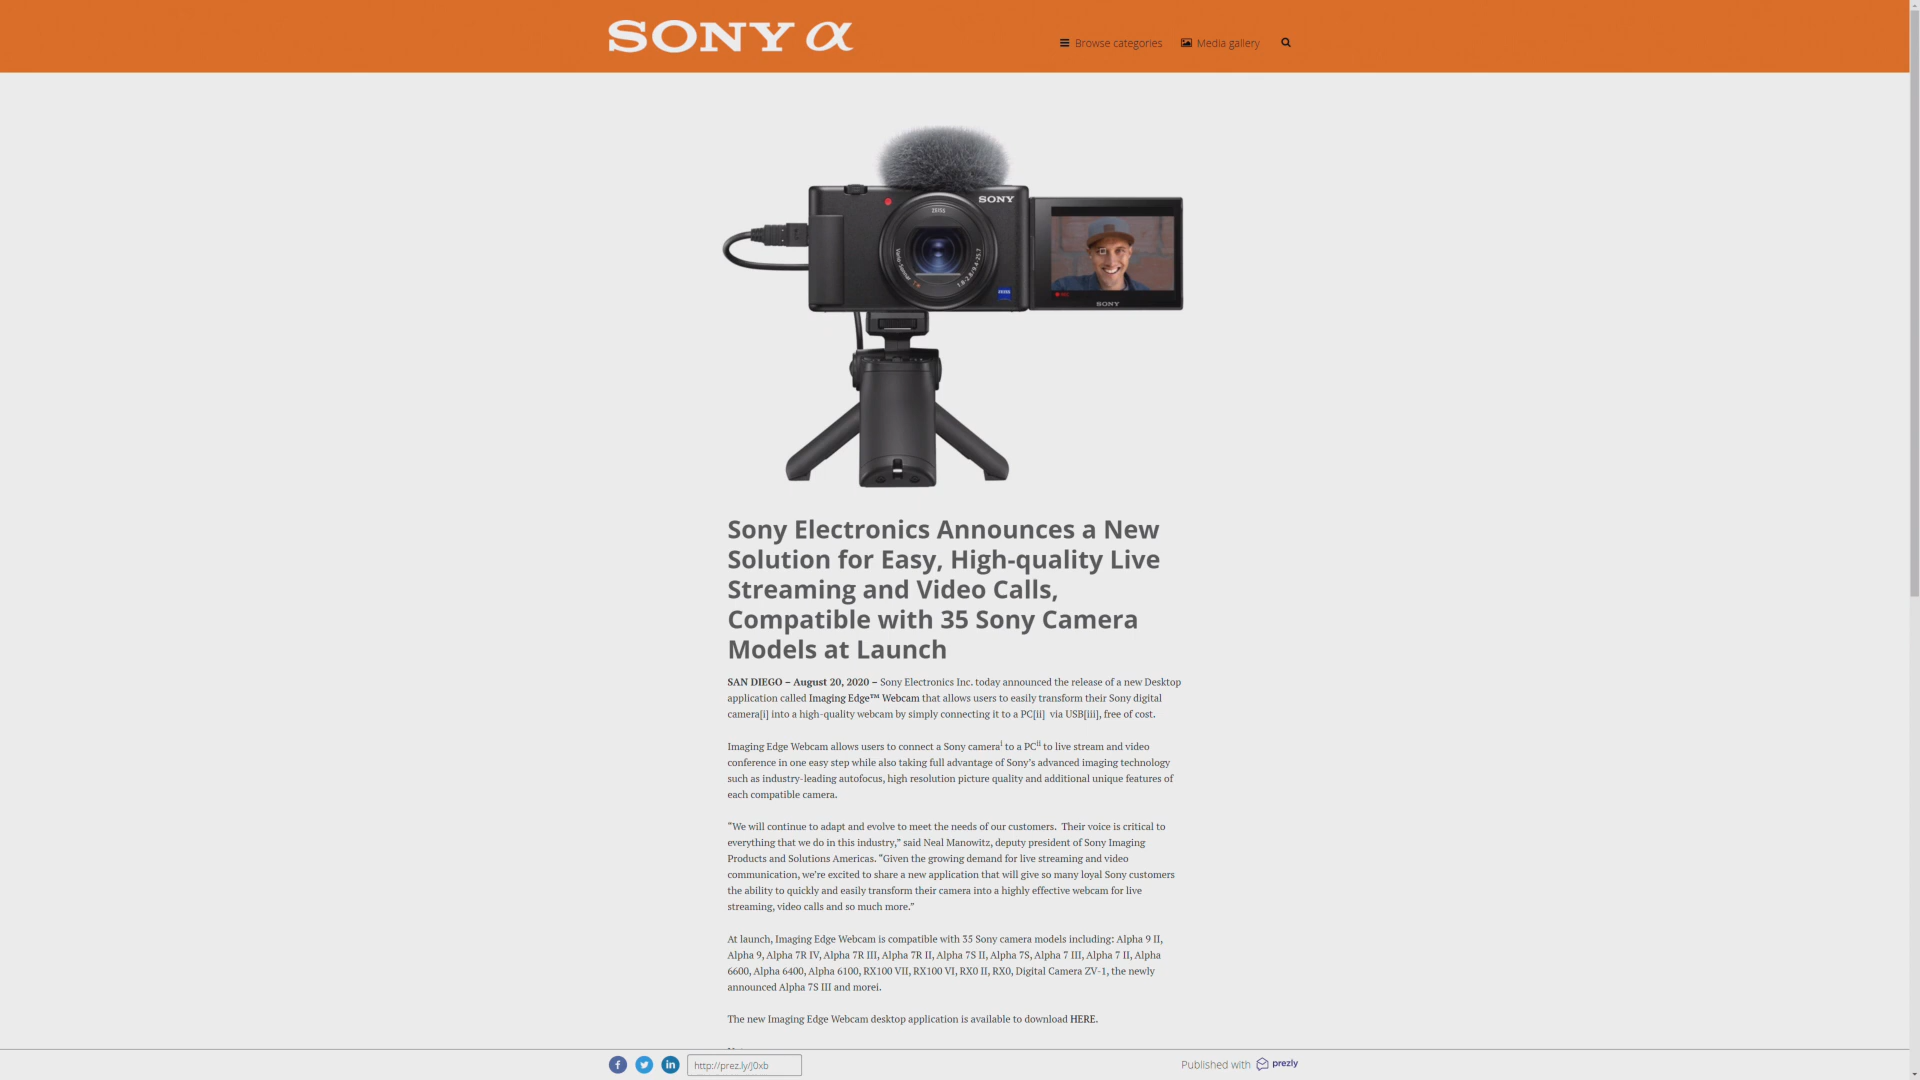 SONY α
Browse categories
Media gallery
SONY
ZEISS
ZEISS
SONY
Sony Electronics Announces a New
Solution for Easy, High-quality Live
Streaming and Video Calls,
Compatible with 35 Sony Camera
Models at Launch
SAN DIEGO – August 20, 2020 – Sony Electronics Inc. today announced the release of a new Desktop
application called Imaging Edge™ Webcam that allows users to easily transform their Sony digital
camera[i] into a high-quality webcam by simply connecting it to a PC[ii]  via USB[iii], free of cost.
Imaging Edge Webcam allows users to connect a Sony cameraⁱ to a PCⁱⁱ to live stream and video
conference in one easy step while also taking full advantage of Sony’s advanced imaging technology
such as industry-leading autofocus, high resolution picture quality and additional unique features of
each compatible camera.
“We will continue to adapt and evolve to meet the needs of our customers.  Their voice is critical to
everything that we do in this industry,” said Neal Manowitz, deputy president of Sony Imaging
Products and Solutions Americas. “Given the growing demand for live streaming and video
communication, we’re excited to share a new application that will give so many loyal Sony customers
the ability to quickly and easily transform their camera into a highly effective webcam for live
streaming, video calls and so much more.”
At launch, Imaging Edge Webcam is compatible with 35 Sony camera models including: Alpha 9 II,
Alpha 9, Alpha 7R IV, Alpha 7R III, Alpha 7R II, Alpha 7S II, Alpha 7S, Alpha 7 III, Alpha 7 II, Alpha
6600, Alpha 6400, Alpha 6100, RX100 VII, RX100 VI, RX0 II, RX0, Digital Camera ZV-1, the newly
announced Alpha 7S III and morei.
The new Imaging Edge Webcam desktop application is available to download HERE.
http://prez.ly/j0xb
Published with prezly